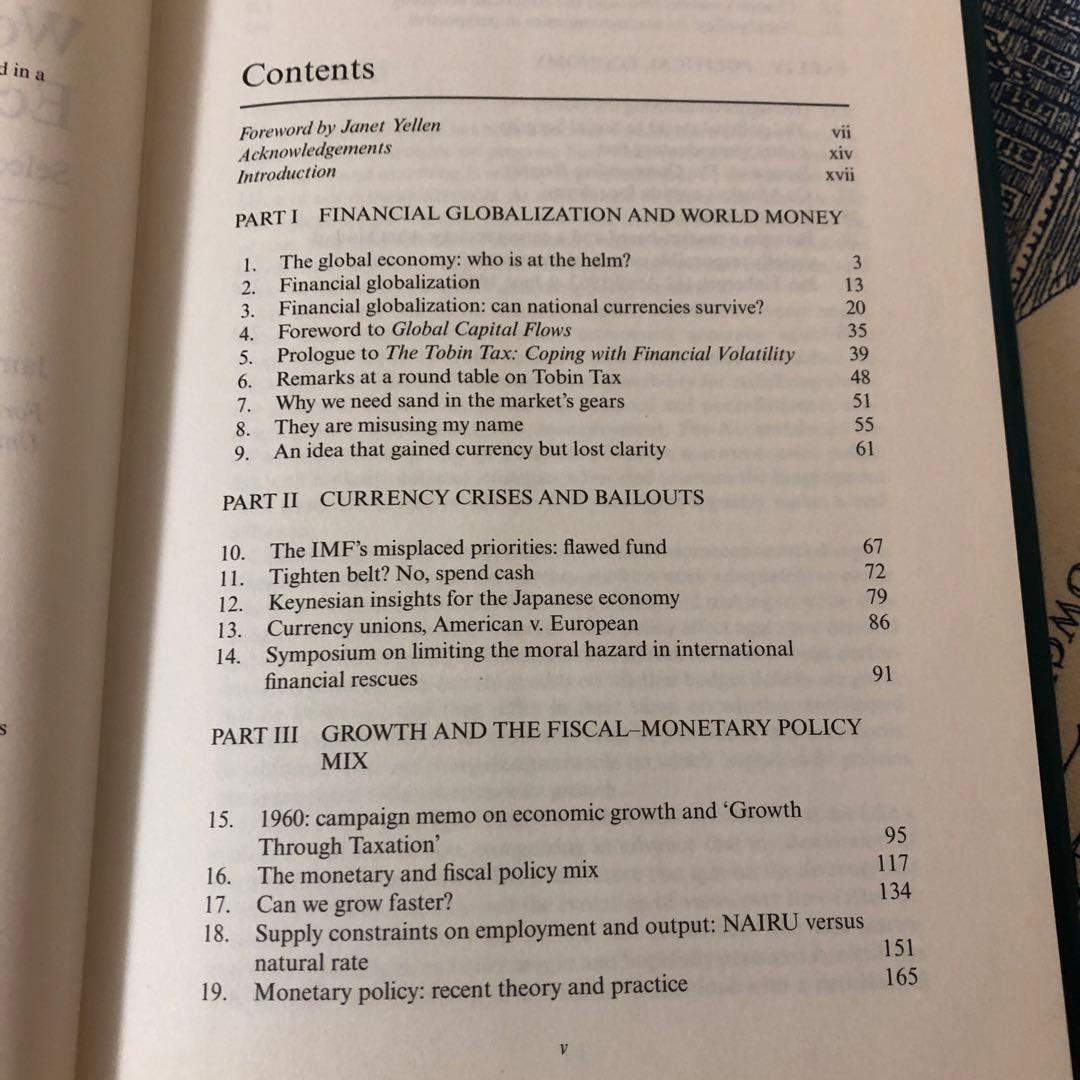 d in a
Contents
Foreword by Janet Yellen vii
Acknowledgements xiv
Introduction xvii
PART I FINANCIAL GLOBALIZATION AND WORLD MONEY
1. The global economy: who is at the helm? 3
2. Financial globalization 13
3. Financial globalization: can national currencies survive? 20
4. Foreword to Global Capital Flows 35
5. Prologue to The Tobin Tax: Coping with Financial Volatility 39
6. Remarks at a round table on Tobin Tax 48
7. Why we need sand in the market’s gears 51
8. They are misusing my name 55
9. An idea that gained currency but lost clarity 61
PART II CURRENCY CRISES AND BAILOUTS
10. The IMF’s misplaced priorities: flawed fund 67
11. Tighten belt? No, spend cash 72
12. Keynesian insights for the Japanese economy 79
13. Currency unions, American v. European 86
14. Symposium on limiting the moral hazard in international
financial rescues 91
s
PART III GROWTH AND THE FISCAL–MONETARY POLICY
MIX
15. 1960: campaign memo on economic growth and ‘Growth
Through Taxation’ 95
16. The monetary and fiscal policy mix 117
17. Can we grow faster? 134
18. Supply constraints on employment and output: NAIRU versus
natural rate 151
19. Monetary policy: recent theory and practice 165
v